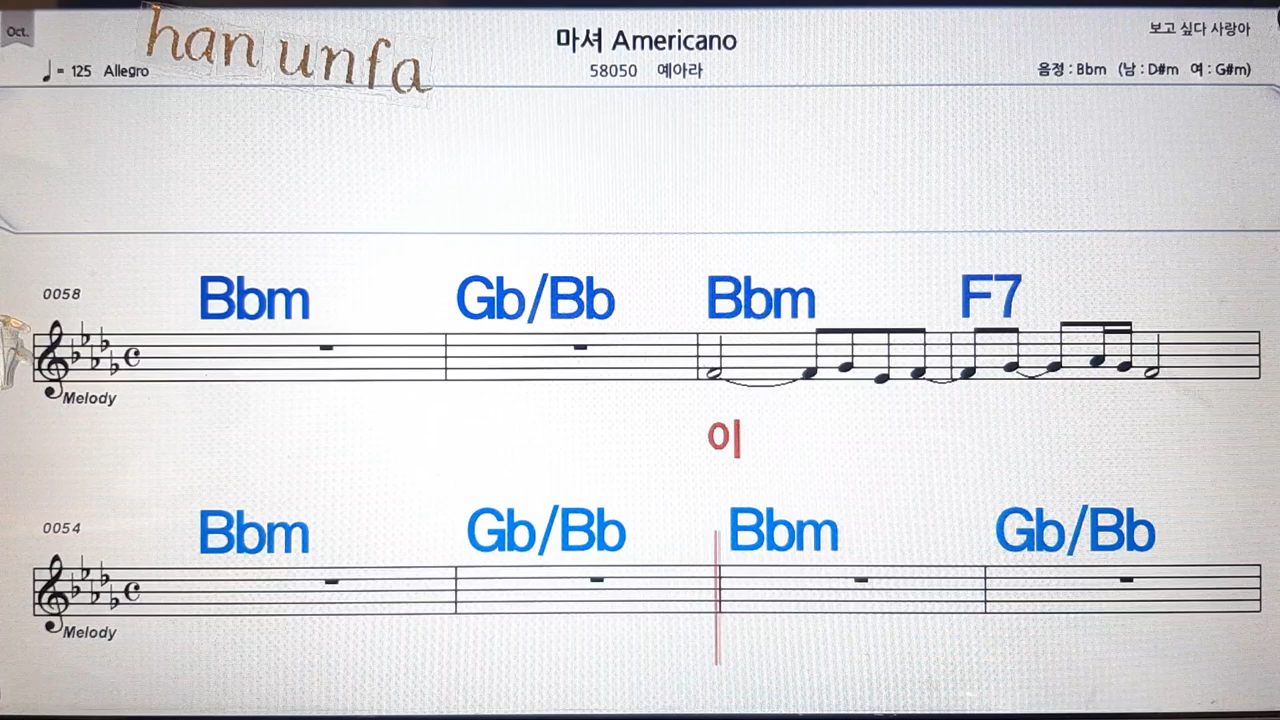 Oct.
han unfa
마셔 Americano
보고 싶다 사랑아
♩= 125 Allegro
58050 예아라
음정 : Bbm (남 : D#m 여 : G#m)
0058
Bbm Gb/Bb Bbm F7
Melody
이
0054
Bbm Gb/Bb Bbm Gb/Bb
Melody